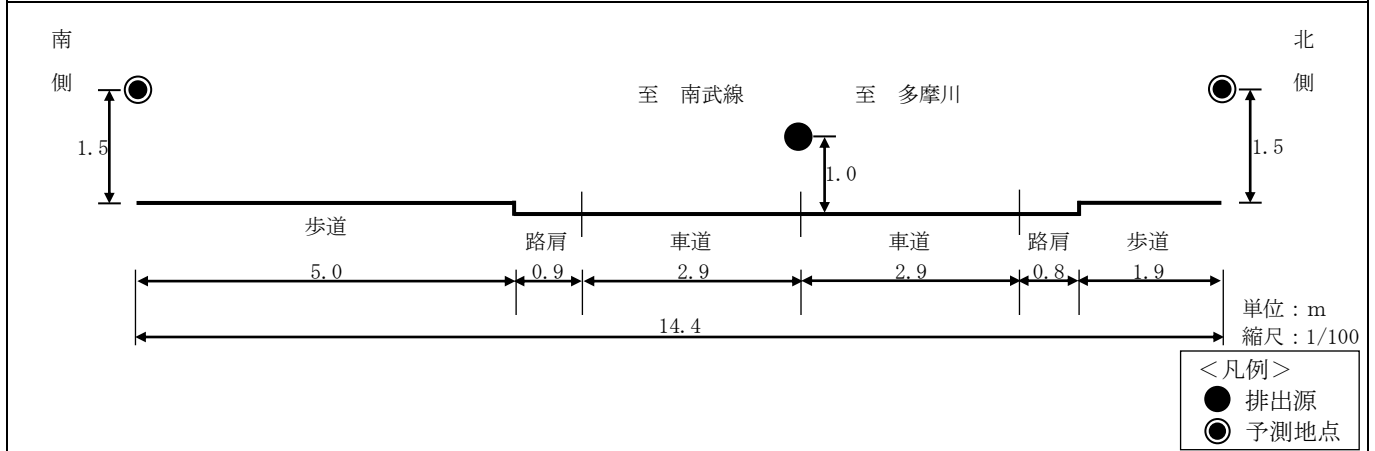 南側
北側
至 南武線
至 多摩川
1.5
1.0
1.5
歩道
路肩
車道
車道
路肩
歩道
5.0
0.9
2.9
2.9
0.8
1.9
14.4
単位：m
縮尺：1/100
＜凡例＞
排出源
予測地点